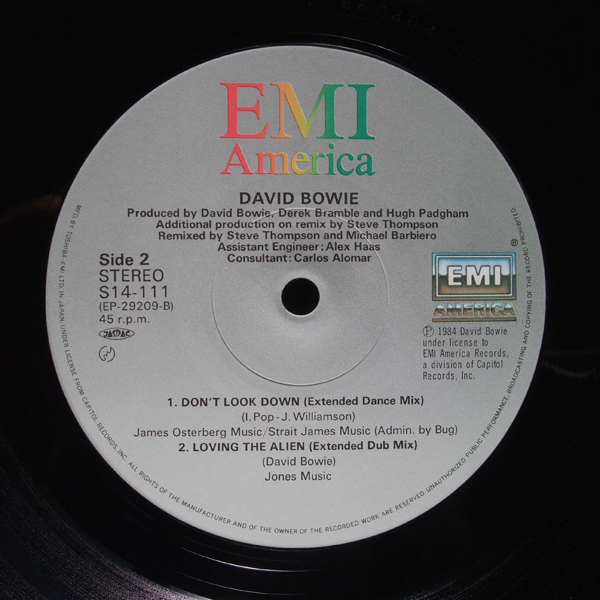 EMI
America
DAVID BOWIE
Produced by David Bowie, Derek Bramble and Hugh Padgham
Additional production on remix by Steve Thompson
Remixed by Steve Thompson and Michael Barbiero
Assistant Engineer: Alex Haas
Consultant: Carlos Alomar
Side 2
STEREO
S14-111
(EP-29209-B)
45 r.p.m.
JASRAC
EMI
AMERICA
Ⓟ 1984 David Bowie
under license to
EMI America Records,
a division of Capitol
Records, Inc.
1. DON'T LOOK DOWN (Extended Dance Mix)
(I. Pop - J. Williamson)
James Osterberg Music/Strait James Music (Admin. by Bug)
2. LOVING THE ALIEN (Extended Dub Mix)
(David Bowie)
Jones Music
MF'D. BY TOSHIBA-EMI LTD. IN JAPAN UNDER LICENSE FROM CAPITOL RECORDS, INC. ALL RIGHTS OF THE MANUFACTURER AND OF THE OWNER OF THE RECORDED WORK ARE RESERVED. UNAUTHORIZED PUBLIC PERFORMANCE, BROADCASTING AND COPYING OF THE RECORD PROHIBITED. ®